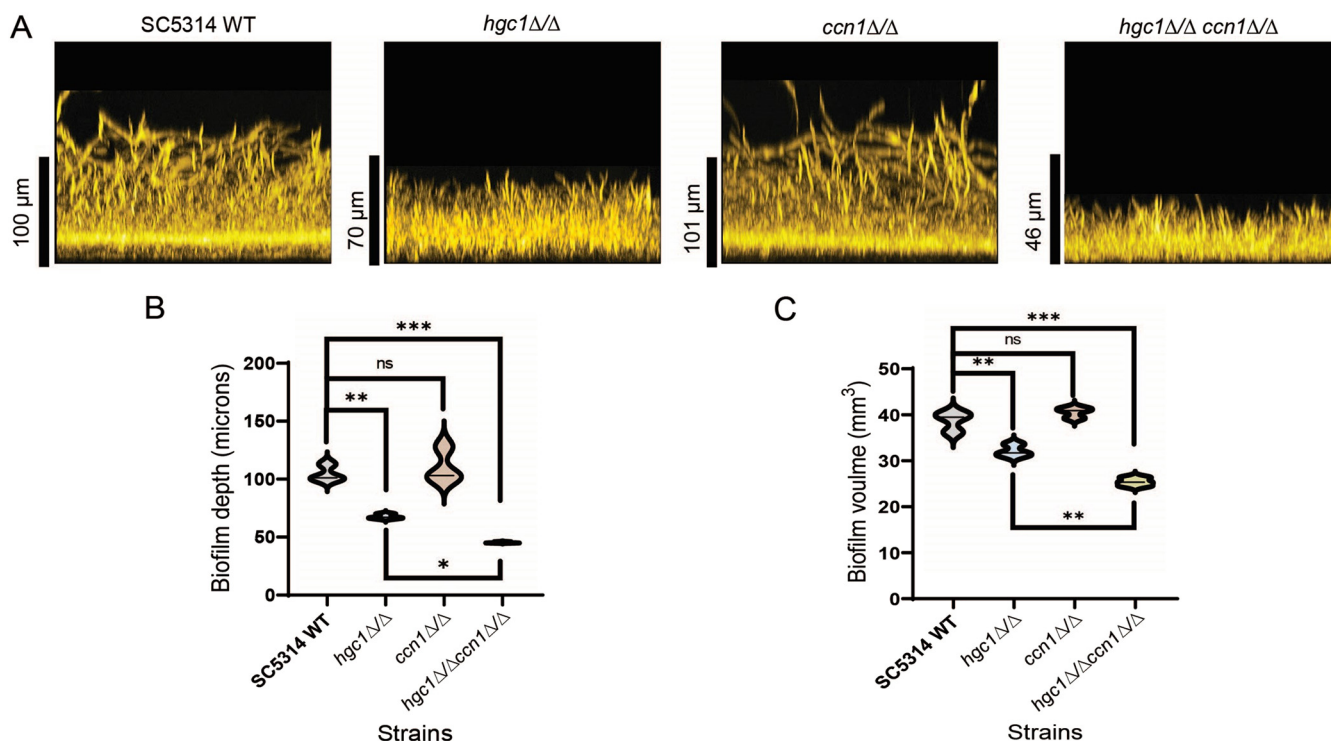 A
SC5314 WT
hgc1Δ/Δ
ccn1Δ/Δ
hgc1Δ/Δ ccn1Δ/Δ
100 µm
70 µm
101 µm
46 µm
B
***
ns
**
*
200
150
100
50
0
Biofilm depth (microns)
SC5314 WT
hgc1Δ/Δ
ccn1Δ/Δ
hgc1Δ/Δccn1Δ/Δ
Strains
C
***
ns
**
**
50
40
30
20
10
0
Biofilm voulme (mm³)
SC5314 WT
hgc1Δ/Δ
ccn1Δ/Δ
hgc1Δ/Δccn1Δ/Δ
Strains